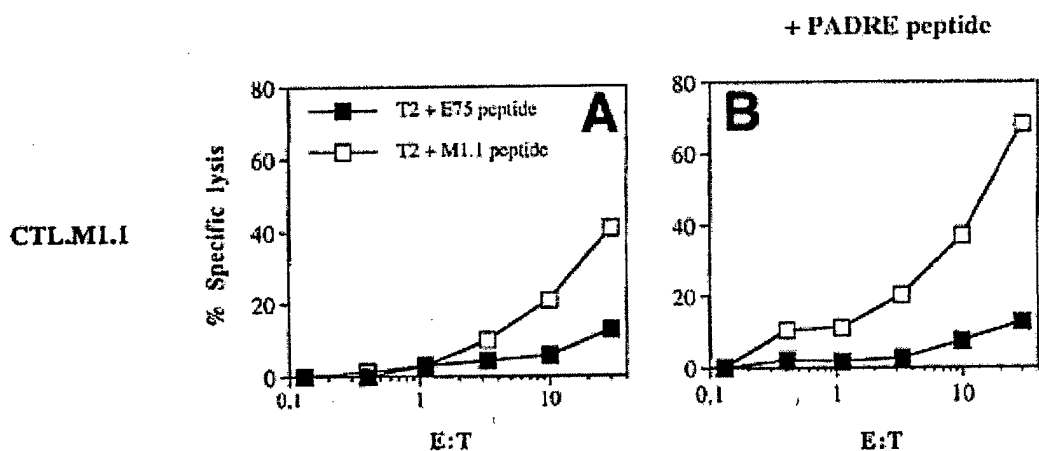 + PADRE peptide
80
60
40
20
0
% Specific lysis
T2 + E75 peptide
T2 + M1.1 peptide
A
0.1
1
10
E:T
80
60
40
20
0
B
0.1
1
10
E:T
CTL.M1.1